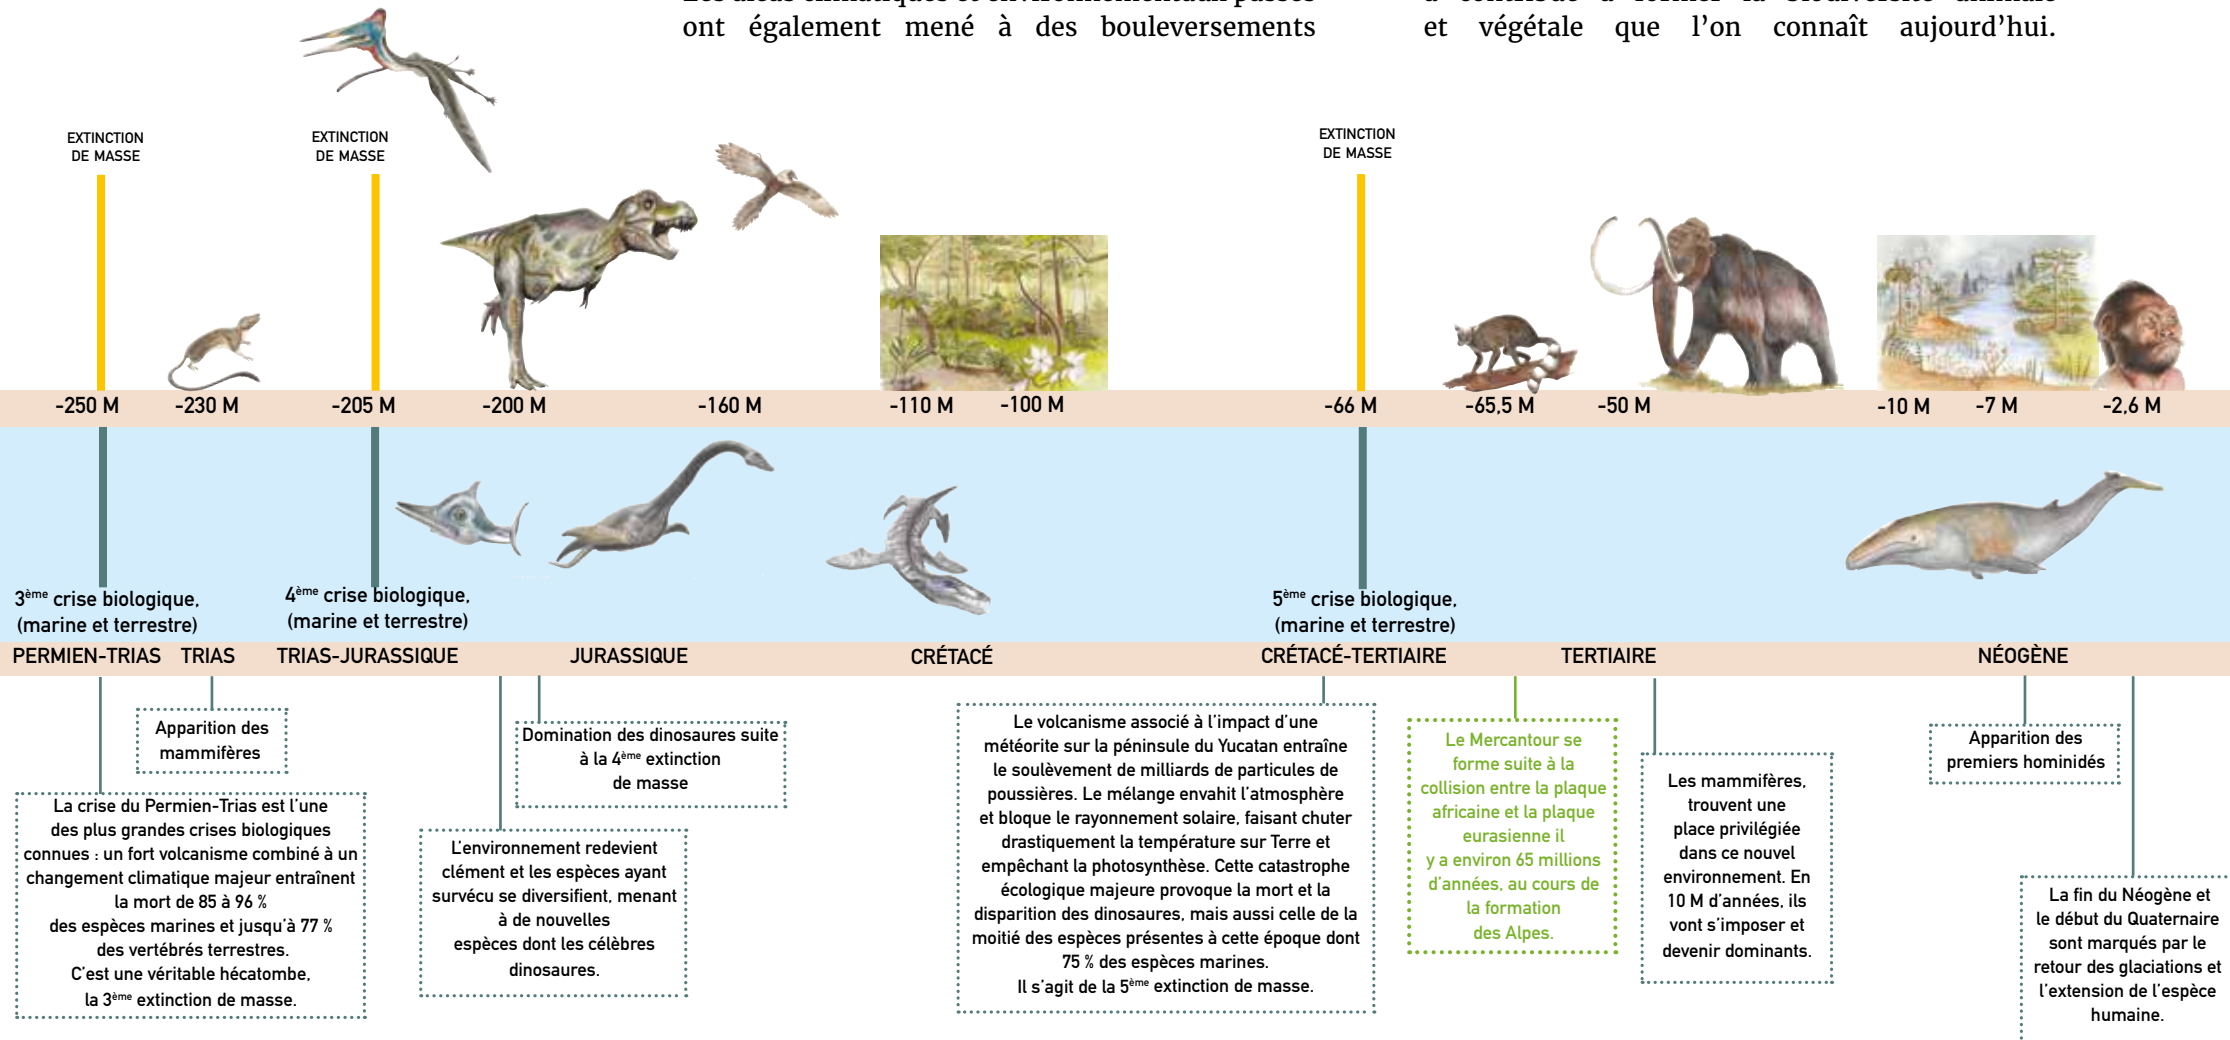 Les aléas climatiques et environnementaux passés
ont également mené à des bouleversements
a contribué à former la biodiversité animale
et végétale que l’on connaît aujourd’hui.
EXTINCTION
DE MASSE
EXTINCTION
DE MASSE
EXTINCTION
DE MASSE
-250 M
-230 M
-205 M
-200 M
-160 M
-110 M
-100 M
-66 M
-65,5 M
-50 M
-10 M
-7 M
-2,6 M
3ème crise biologique,
(marine et terrestre)
4ème crise biologique,
(marine et terrestre)
5ème crise biologique,
(marine et terrestre)
PERMIEN-TRIAS
TRIAS
TRIAS-JURASSIQUE
JURASSIQUE
CRÉTACÉ
CRÉTACÉ-TERTIAIRE
TERTIAIRE
NÉOGÈNE
La crise du Permien-Trias est l’une
des plus grandes crises biologiques
connues : un fort volcanisme combiné à un
changement climatique majeur entraînent
la mort de 85 à 96 %
des espèces marines et jusqu’à 77 %
des vertébrés terrestres.
C’est une véritable hécatombe,
la 3ème extinction de masse.
Apparition des
mammifères
L’environnement redevient
clément et les espèces ayant
survécu se diversifient, menant
à de nouvelles
espèces dont les célèbres
dinosaures.
Domination des dinosaures suite
à la 4ème extinction
de masse
Le volcanisme associé à l’impact d’une
météorite sur la péninsule du Yucatan entraîne
le soulèvement de milliards de particules de
poussières. Le mélange envahit l’atmosphère
et bloque le rayonnement solaire, faisant chuter
drastiquement la température sur Terre et
empêchant la photosynthèse. Cette catastrophe
écologique majeure provoque la mort et la
disparition des dinosaures, mais aussi celle de la
moitié des espèces présentes à cette époque dont
75 % des espèces marines.
Il s’agit de la 5ème extinction de masse.
Le Mercantour se
forme suite à la
collision entre la plaque
africaine et la plaque
eurasienne il
y a environ 65 millions
d’années, au cours de
la formation
des Alpes.
Les mammifères,
trouvent une
place privilégiée
dans ce nouvel
environnement. En
10 M d’années, ils
vont s’imposer et
devenir dominants.
Apparition des
premiers hominidés
La fin du Néogène et
le début du Quaternaire
sont marqués par le
retour des glaciations et
l’extension de l’espèce
humaine.